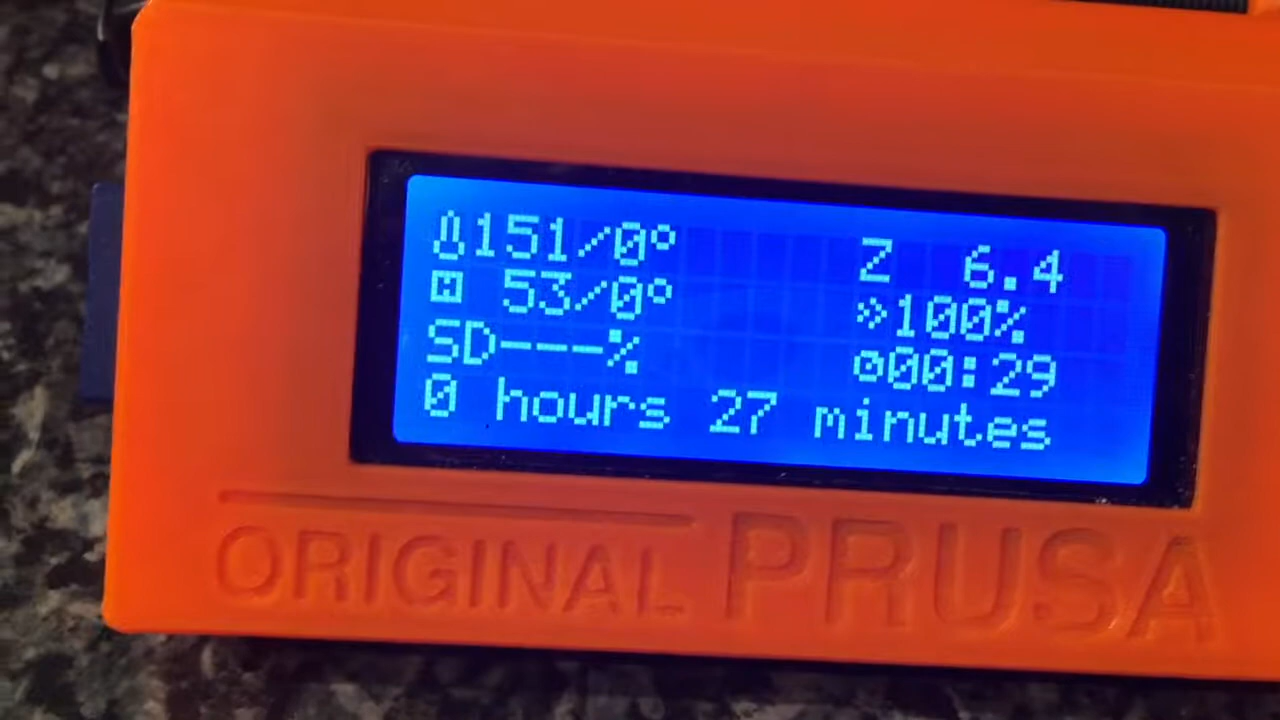 151/0° Z 6.4
53/0° 100%
SD---% 00:29
0 hours 27 minutes
ORIGINAL PRUSA